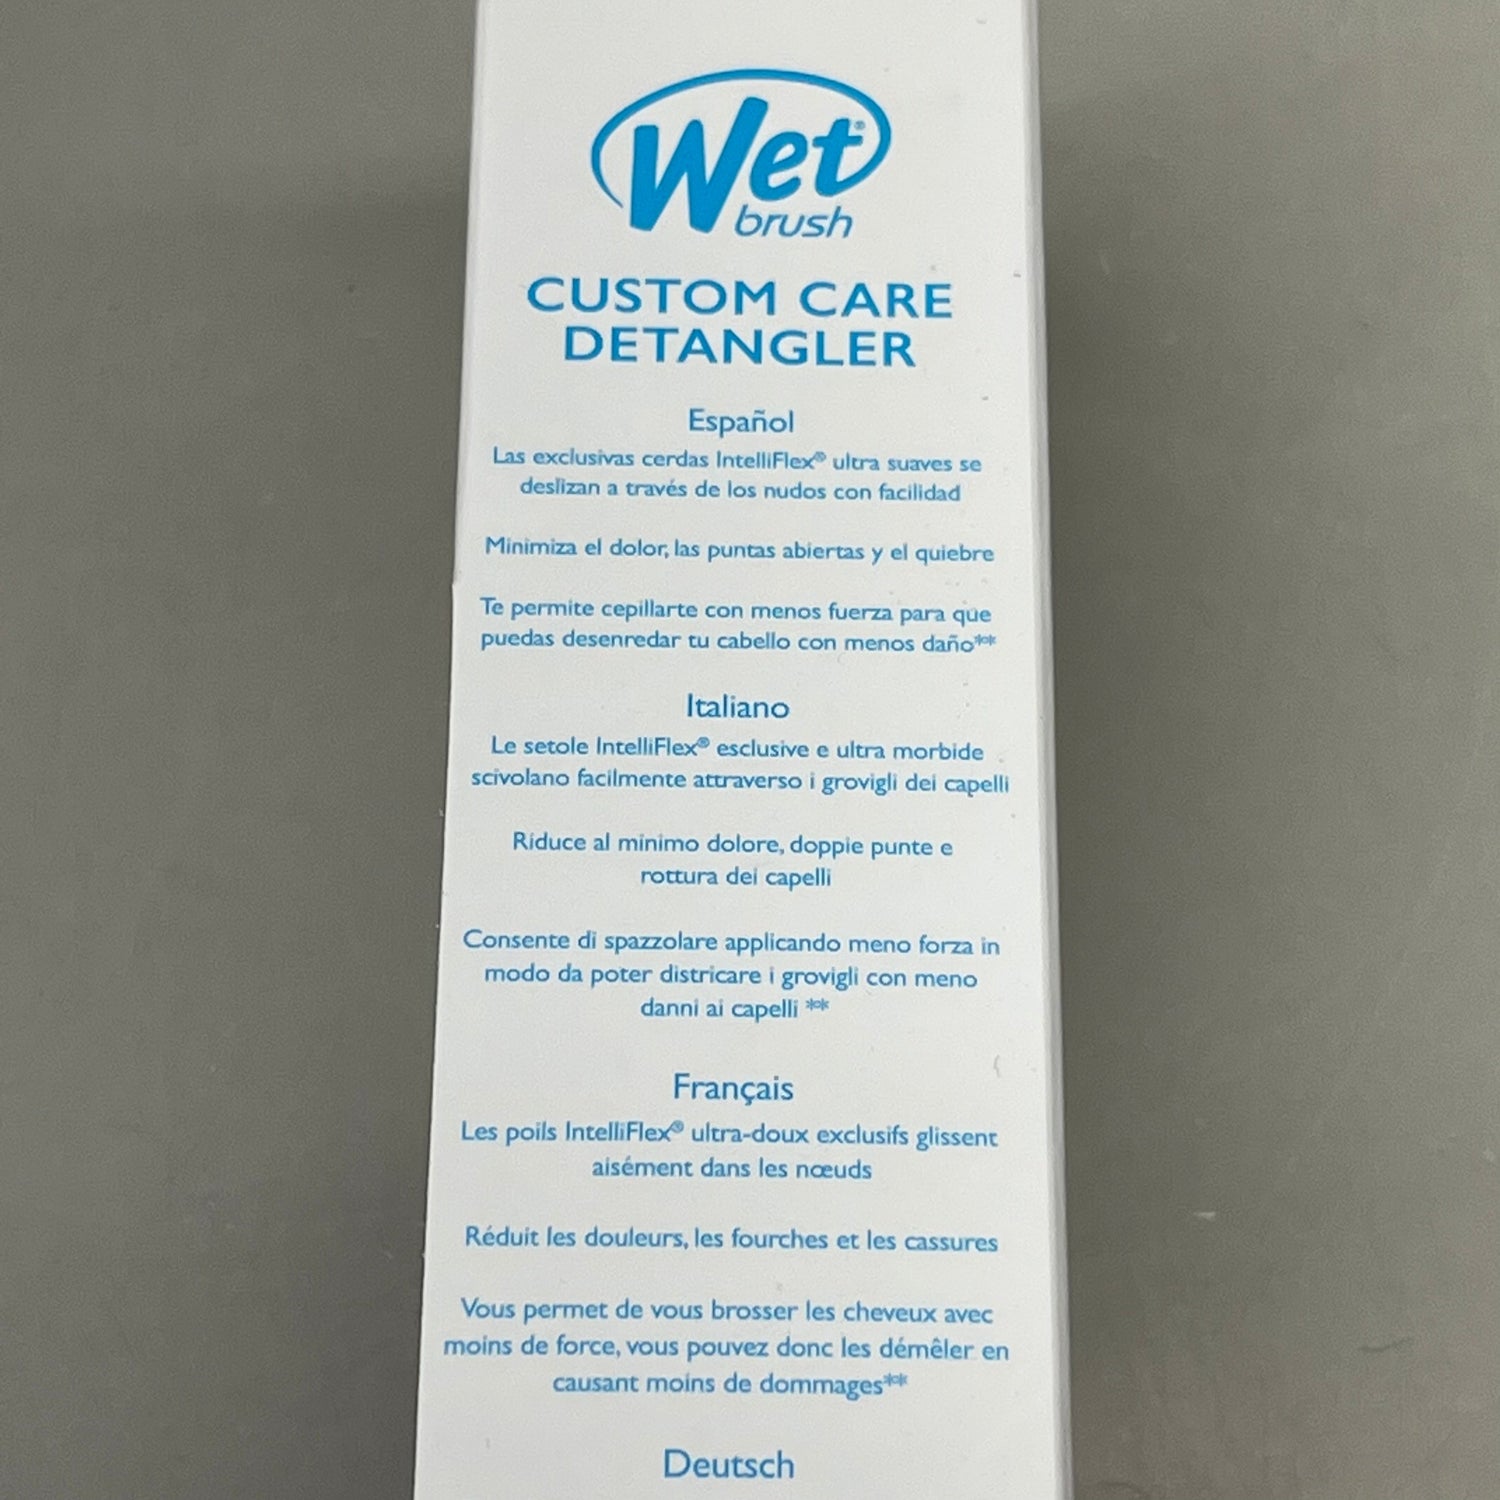 Wet®
brush
CUSTOM CARE
DETANGLER
Español
Las exclusivas cerdas IntelliFlex® ultra suaves se
deslizan a través de los nudos con facilidad
Minimiza el dolor, las puntas abiertas y el quiebre
Te permite cepillarte con menos fuerza para que
puedas desenredar tu cabello con menos daño**
Italiano
Le setole IntelliFlex® esclusive e ultra morbide
scivolano facilmente attraverso i grovigli dei capelli
Riduce al minimo dolore, doppie punte e
rottura dei capelli
Consente di spazzolare applicando meno forza in
modo da poter districare i grovigli con meno
danni ai capelli **
Français
Les poils IntelliFlex® ultra-doux exclusifs glissent
aisément dans les nœuds
Réduit les douleurs, les fourches et les cassures
Vous permet de vous brosser les cheveux avec
moins de force, vous pouvez donc les démêler en
causant moins de dommages**
Deutsch